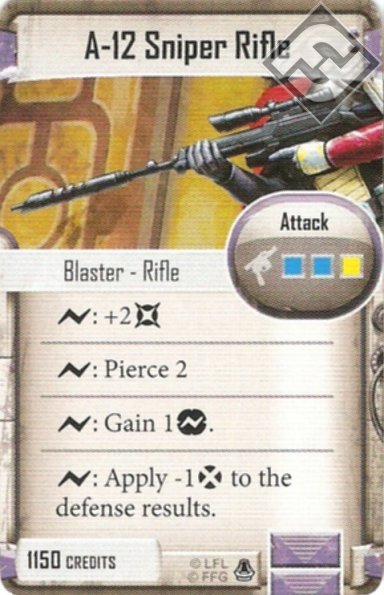 A-12 Sniper Rifle
Attack
Blaster - Rifle
: +2
: Pierce 2
: Gain 1.
: Apply -1 to the
defense results.
1150 CREDITS
© LFL
© FFG